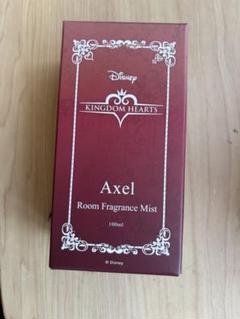 Disney
KINGDOM HEARTS
Axel
Room Fragrance Mist
100ml
© Disney